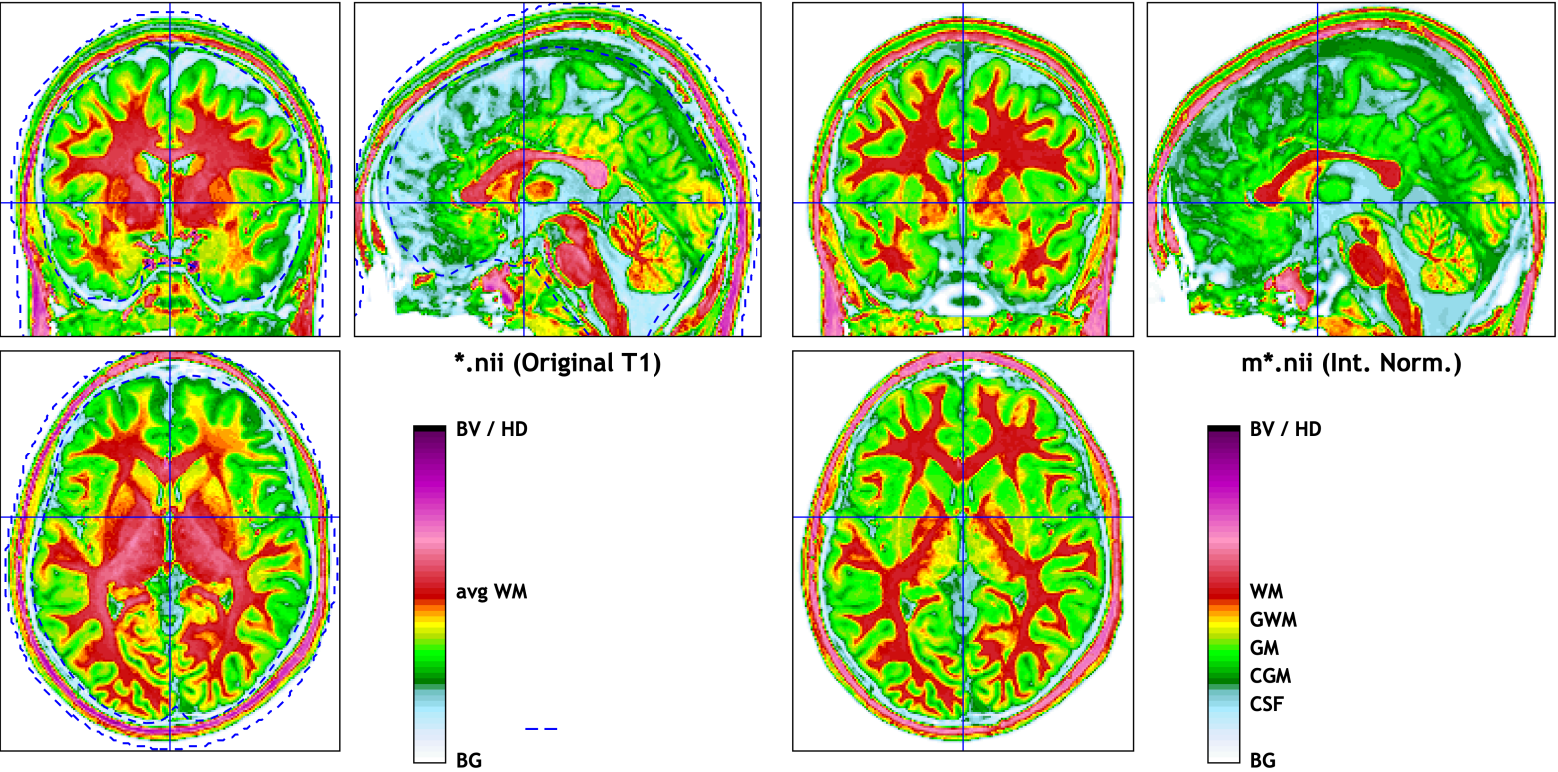 *.nii (Original T1)
BV / HD
avg WM
BG
m*.nii (Int. Norm.)
BV / HD
WM
GWM
GM
CGM
CSF
BG